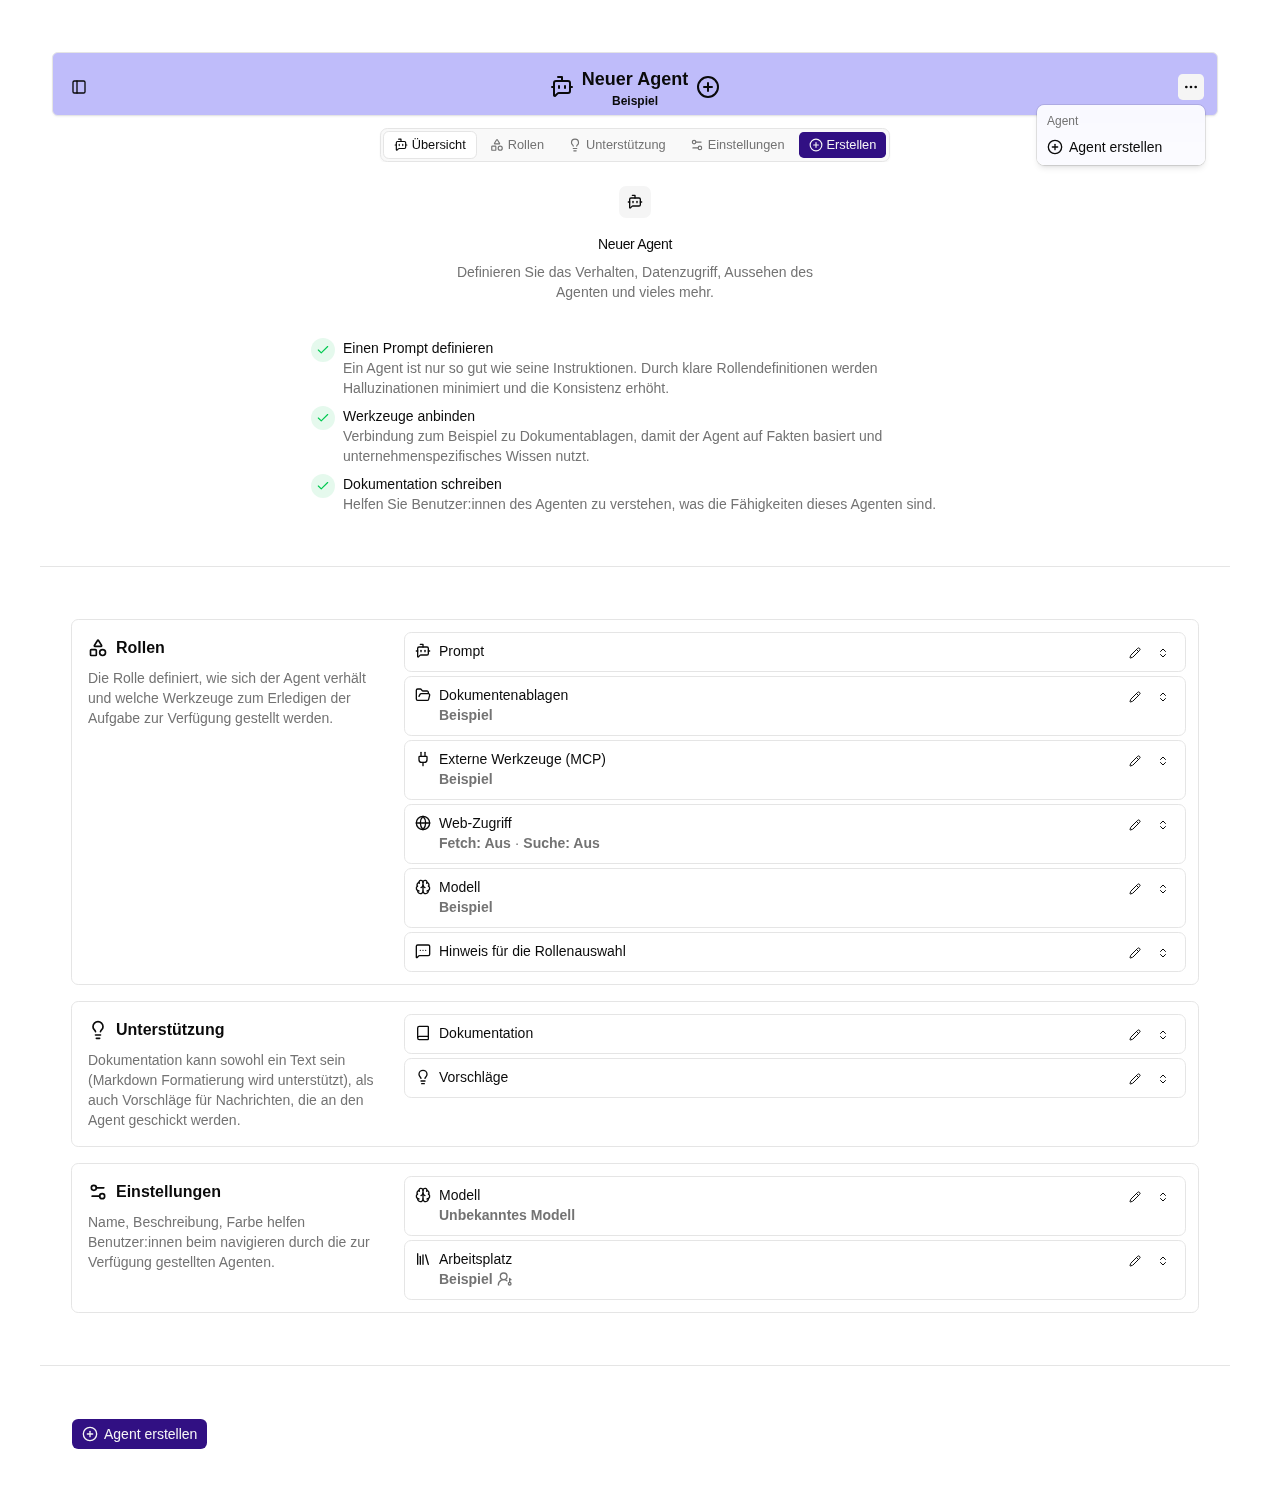 Neuer Agent
Beispiel
Agent
Agent erstellen
Übersicht
Rollen
Unterstützung
Einstellungen
Erstellen
Neuer Agent
Definieren Sie das Verhalten, Datenzugriff, Aussehen des
Agenten und vieles mehr.
Einen Prompt definieren
Ein Agent ist nur so gut wie seine Instruktionen. Durch klare Rollendefinitionen werden
Halluzinationen minimiert und die Konsistenz erhöht.
Werkzeuge anbinden
Verbindung zum Beispiel zu Dokumentablagen, damit der Agent auf Fakten basiert und
unternehmenspezifisches Wissen nutzt.
Dokumentation schreiben
Helfen Sie Benutzer:innen des Agenten zu verstehen, was die Fähigkeiten dieses Agenten sind.
Rollen
Die Rolle definiert, wie sich der Agent verhält
und welche Werkzeuge zum Erledigen der
Aufgabe zur Verfügung gestellt werden.
Prompt
Dokumentenablagen
Beispiel
Externe Werkzeuge (MCP)
Beispiel
Web-Zugriff
Fetch: Aus · Suche: Aus
Modell
Beispiel
Hinweis für die Rollenauswahl
Unterstützung
Dokumentation kann sowohl ein Text sein
(Markdown Formatierung wird unterstützt), als
auch Vorschläge für Nachrichten, die an den
Agent geschickt werden.
Dokumentation
Vorschläge
Einstellungen
Name, Beschreibung, Farbe helfen
Benutzer:innen beim navigieren durch die zur
Verfügung gestellten Agenten.
Modell
Unbekanntes Modell
Arbeitsplatz
Beispiel
Agent erstellen